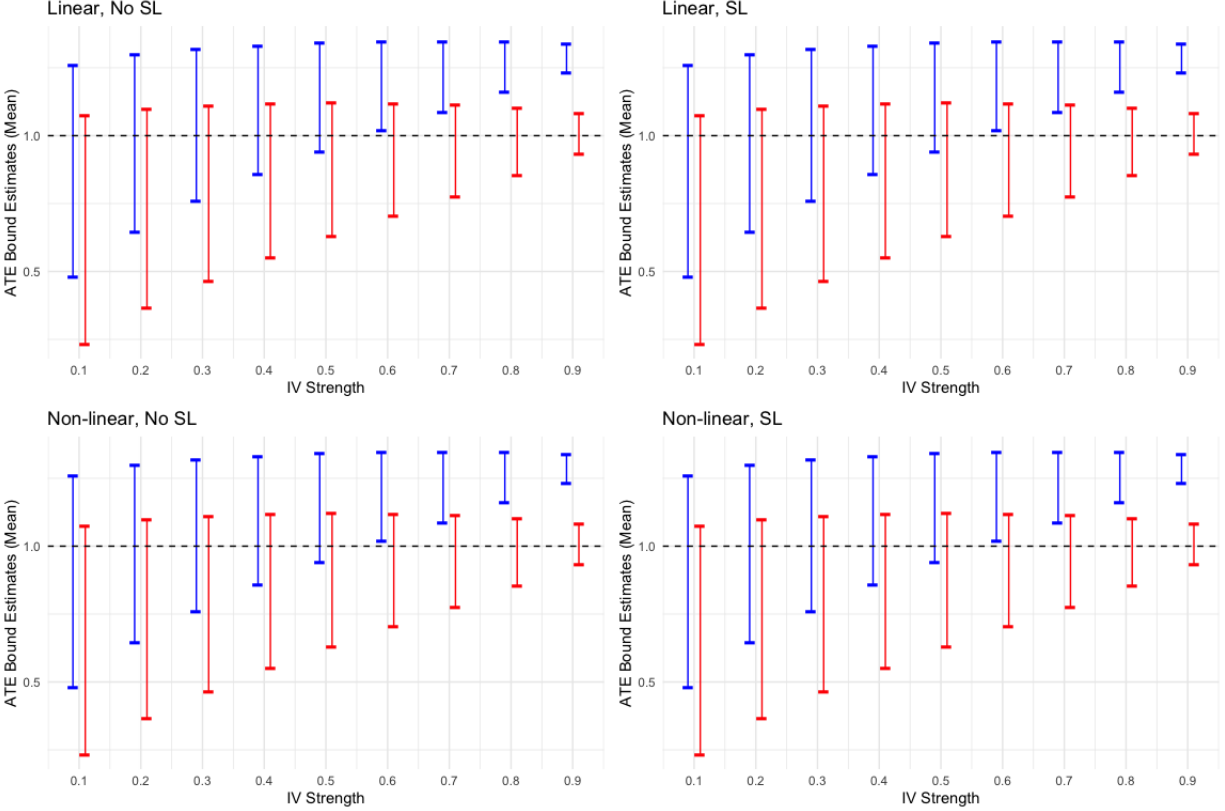 Linear, No SL
ATE Bound Estimates (Mean)
1.0
0.5
0.1 0.2 0.3 0.4 0.5 0.6 0.7 0.8 0.9
IV Strength
Linear, SL
ATE Bound Estimates (Mean)
1.0
0.5
0.1 0.2 0.3 0.4 0.5 0.6 0.7 0.8 0.9
IV Strength
Non-linear, No SL
ATE Bound Estimates (Mean)
1.0
0.5
0.1 0.2 0.3 0.4 0.5 0.6 0.7 0.8 0.9
IV Strength
Non-linear, SL
ATE Bound Estimates (Mean)
1.0
0.5
0.1 0.2 0.3 0.4 0.5 0.6 0.7 0.8 0.9
IV Strength